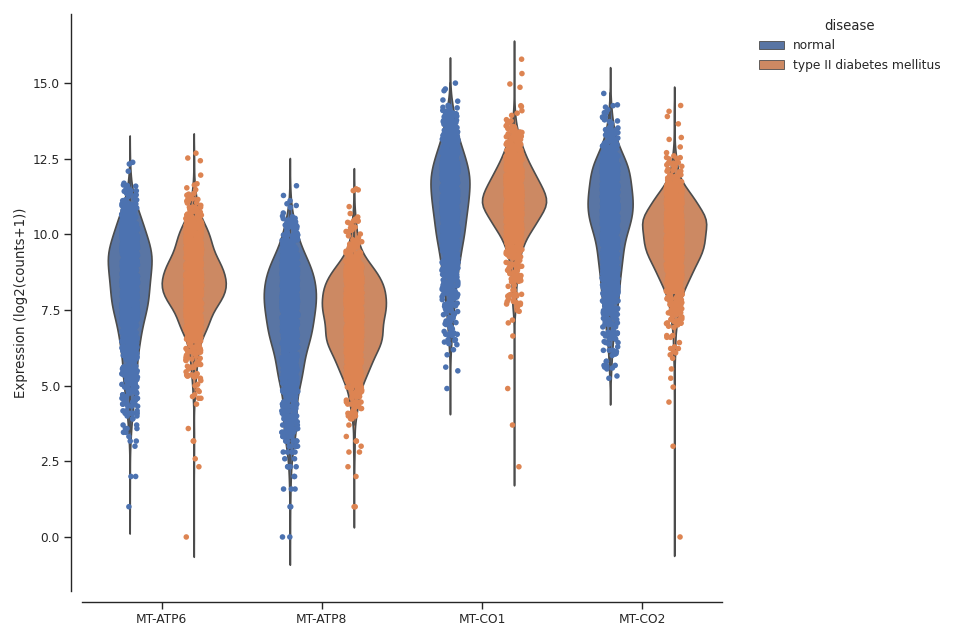 disease
normal
type II diabetes mellitus
Expression (log2(counts+1))
15.0
12.5
10.0
7.5
5.0
2.5
0.0
MT-ATP6
MT-ATP8
MT-CO1
MT-CO2